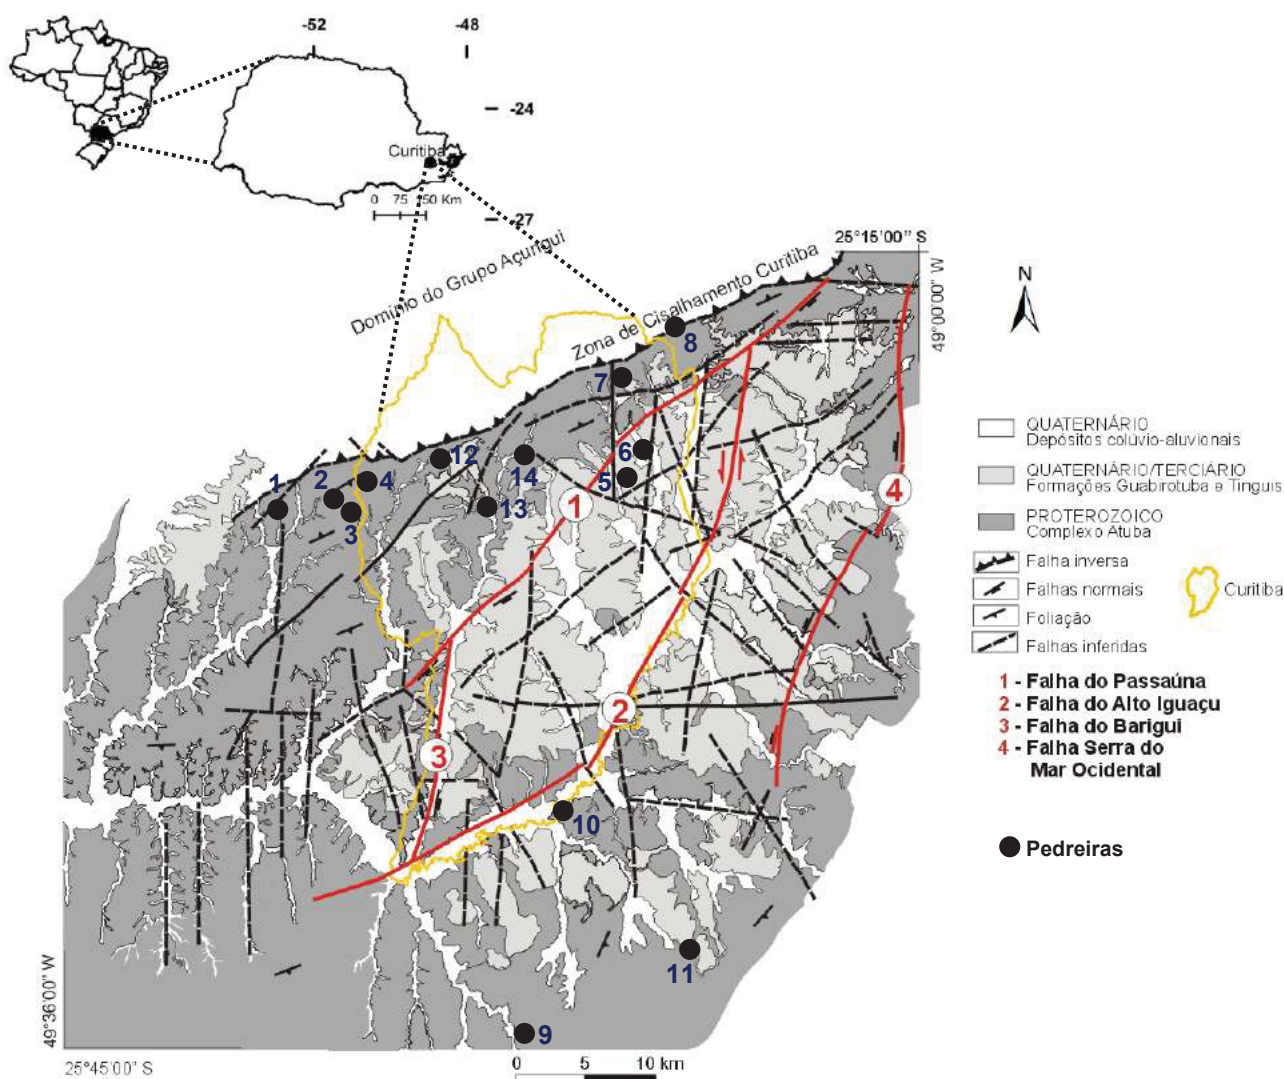 -52
-48
-24
Curitiba
0 75 150 Km
-27
25°15'00" S
49°00'00" W
Domínio do Grupo Açungui
Zona de Cisalhamento Curitiba
N
8
7
6
5
12
14
13
1
2
4
3
1
4
2
3
10
11
9
49°36'00" W
25°45'00" S
0 5 10 km
QUATERNÁRIO
Depósitos colúvio-aluvionais
QUATERNÁRIO/TERCIÁRIO
Formações Guabirotuba e Tinguis
PROTEROZOICO
Complexo Atuba
Falha inversa
Falhas normais
Foliação
Falhas inferidas
Curitiba
1 - Falha do Passaúna
2 - Falha do Alto Iguaçu
3 - Falha do Barigui
4 - Falha Serra do
Mar Ocidental
Pedreiras